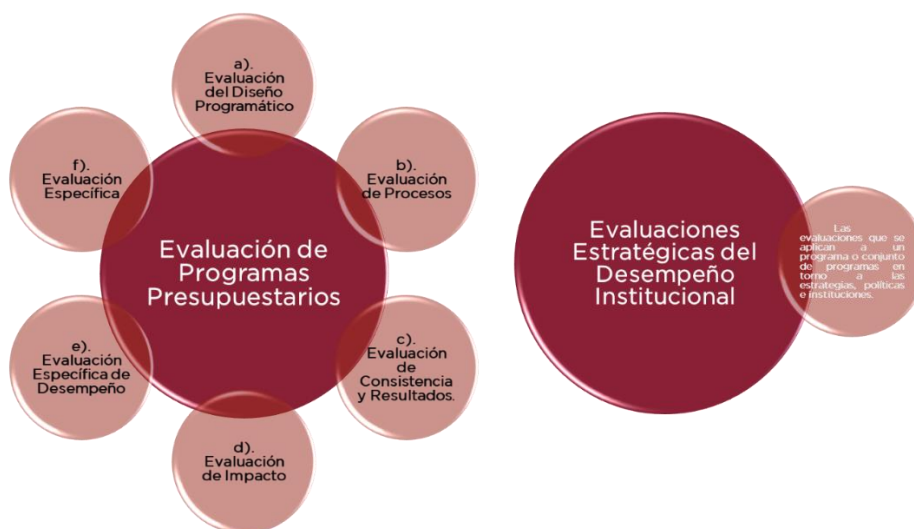 a).
Evaluación
del Diseño
Programático
b).
Evaluación
de Procesos
c).
Evaluación
de
Consistencia
y Resultados.
d).
Evaluación
de Impacto
e).
Evaluación
Específica de
Desempeño
f).
Evaluación
Específica
Evaluación de
Programas
Presupuestarios
Evaluaciones
Estratégicas del
Desempeño
Institucional
Las
evaluaciones que se
aplican a un
programa o conjunto
de programas en
torno a las
estrategias, políticas
e instituciones.